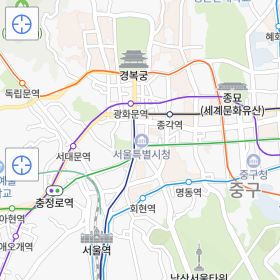 혜화
경복궁
독립문역
종묘
(세계문화유산)
광화문역
종각역
서대문역
서울특별시청
중구청
명동역
중구
충정로역
회현역
아현역
서울역
애오개역
남산서울타워